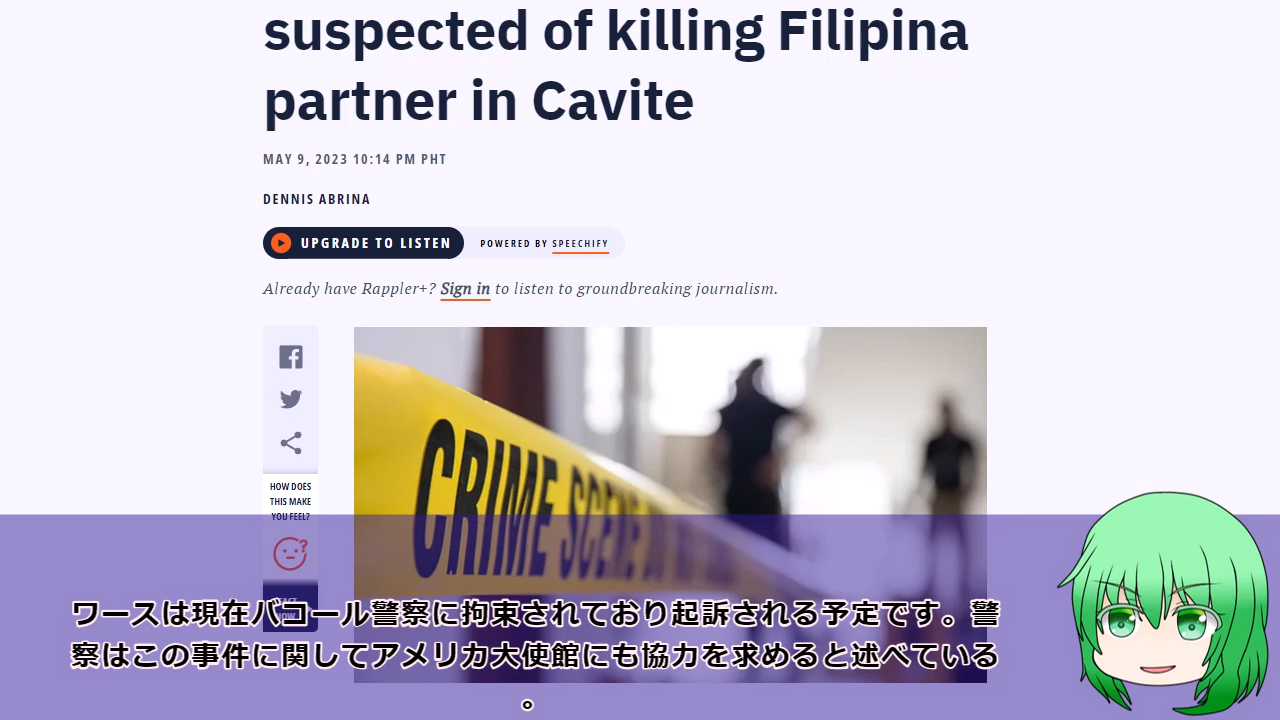 suspected of killing Filipina
partner in Cavite
MAY 9, 2023 10:14 PM PHT
DENNIS ABRINA
UPGRADE TO LISTEN POWERED BY SPEECHIFY
Already have Rappler+? Sign in to listen to groundbreaking journalism.
HOW DOES
THIS MAKE
YOU FEEL?
CRIME SCENE DO NOT
ワースは現在バコール警察に拘束されており起訴される予定です。警
察はこの事件に関してアメリカ大使館にも協力を求めると述べている
。